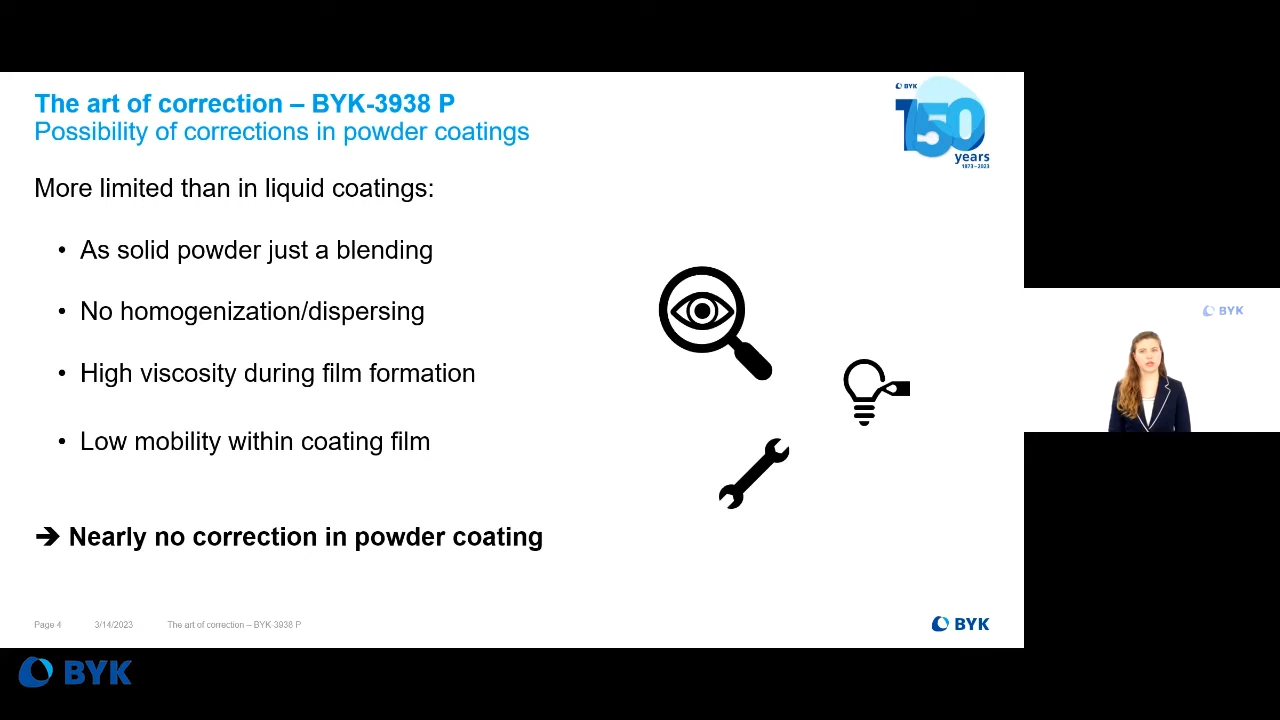 The art of correction – BYK-3938 P
Possibility of corrections in powder coatings
BYK
150
years
1873–2023
More limited than in liquid coatings:
• As solid powder just a blending
• No homogenization/dispersing
• High viscosity during film formation
• Low mobility within coating film
➔ Nearly no correction in powder coating
BYK
Page 4 3/14/2023 The art of correction – BYK-3938 P
BYK
BYK